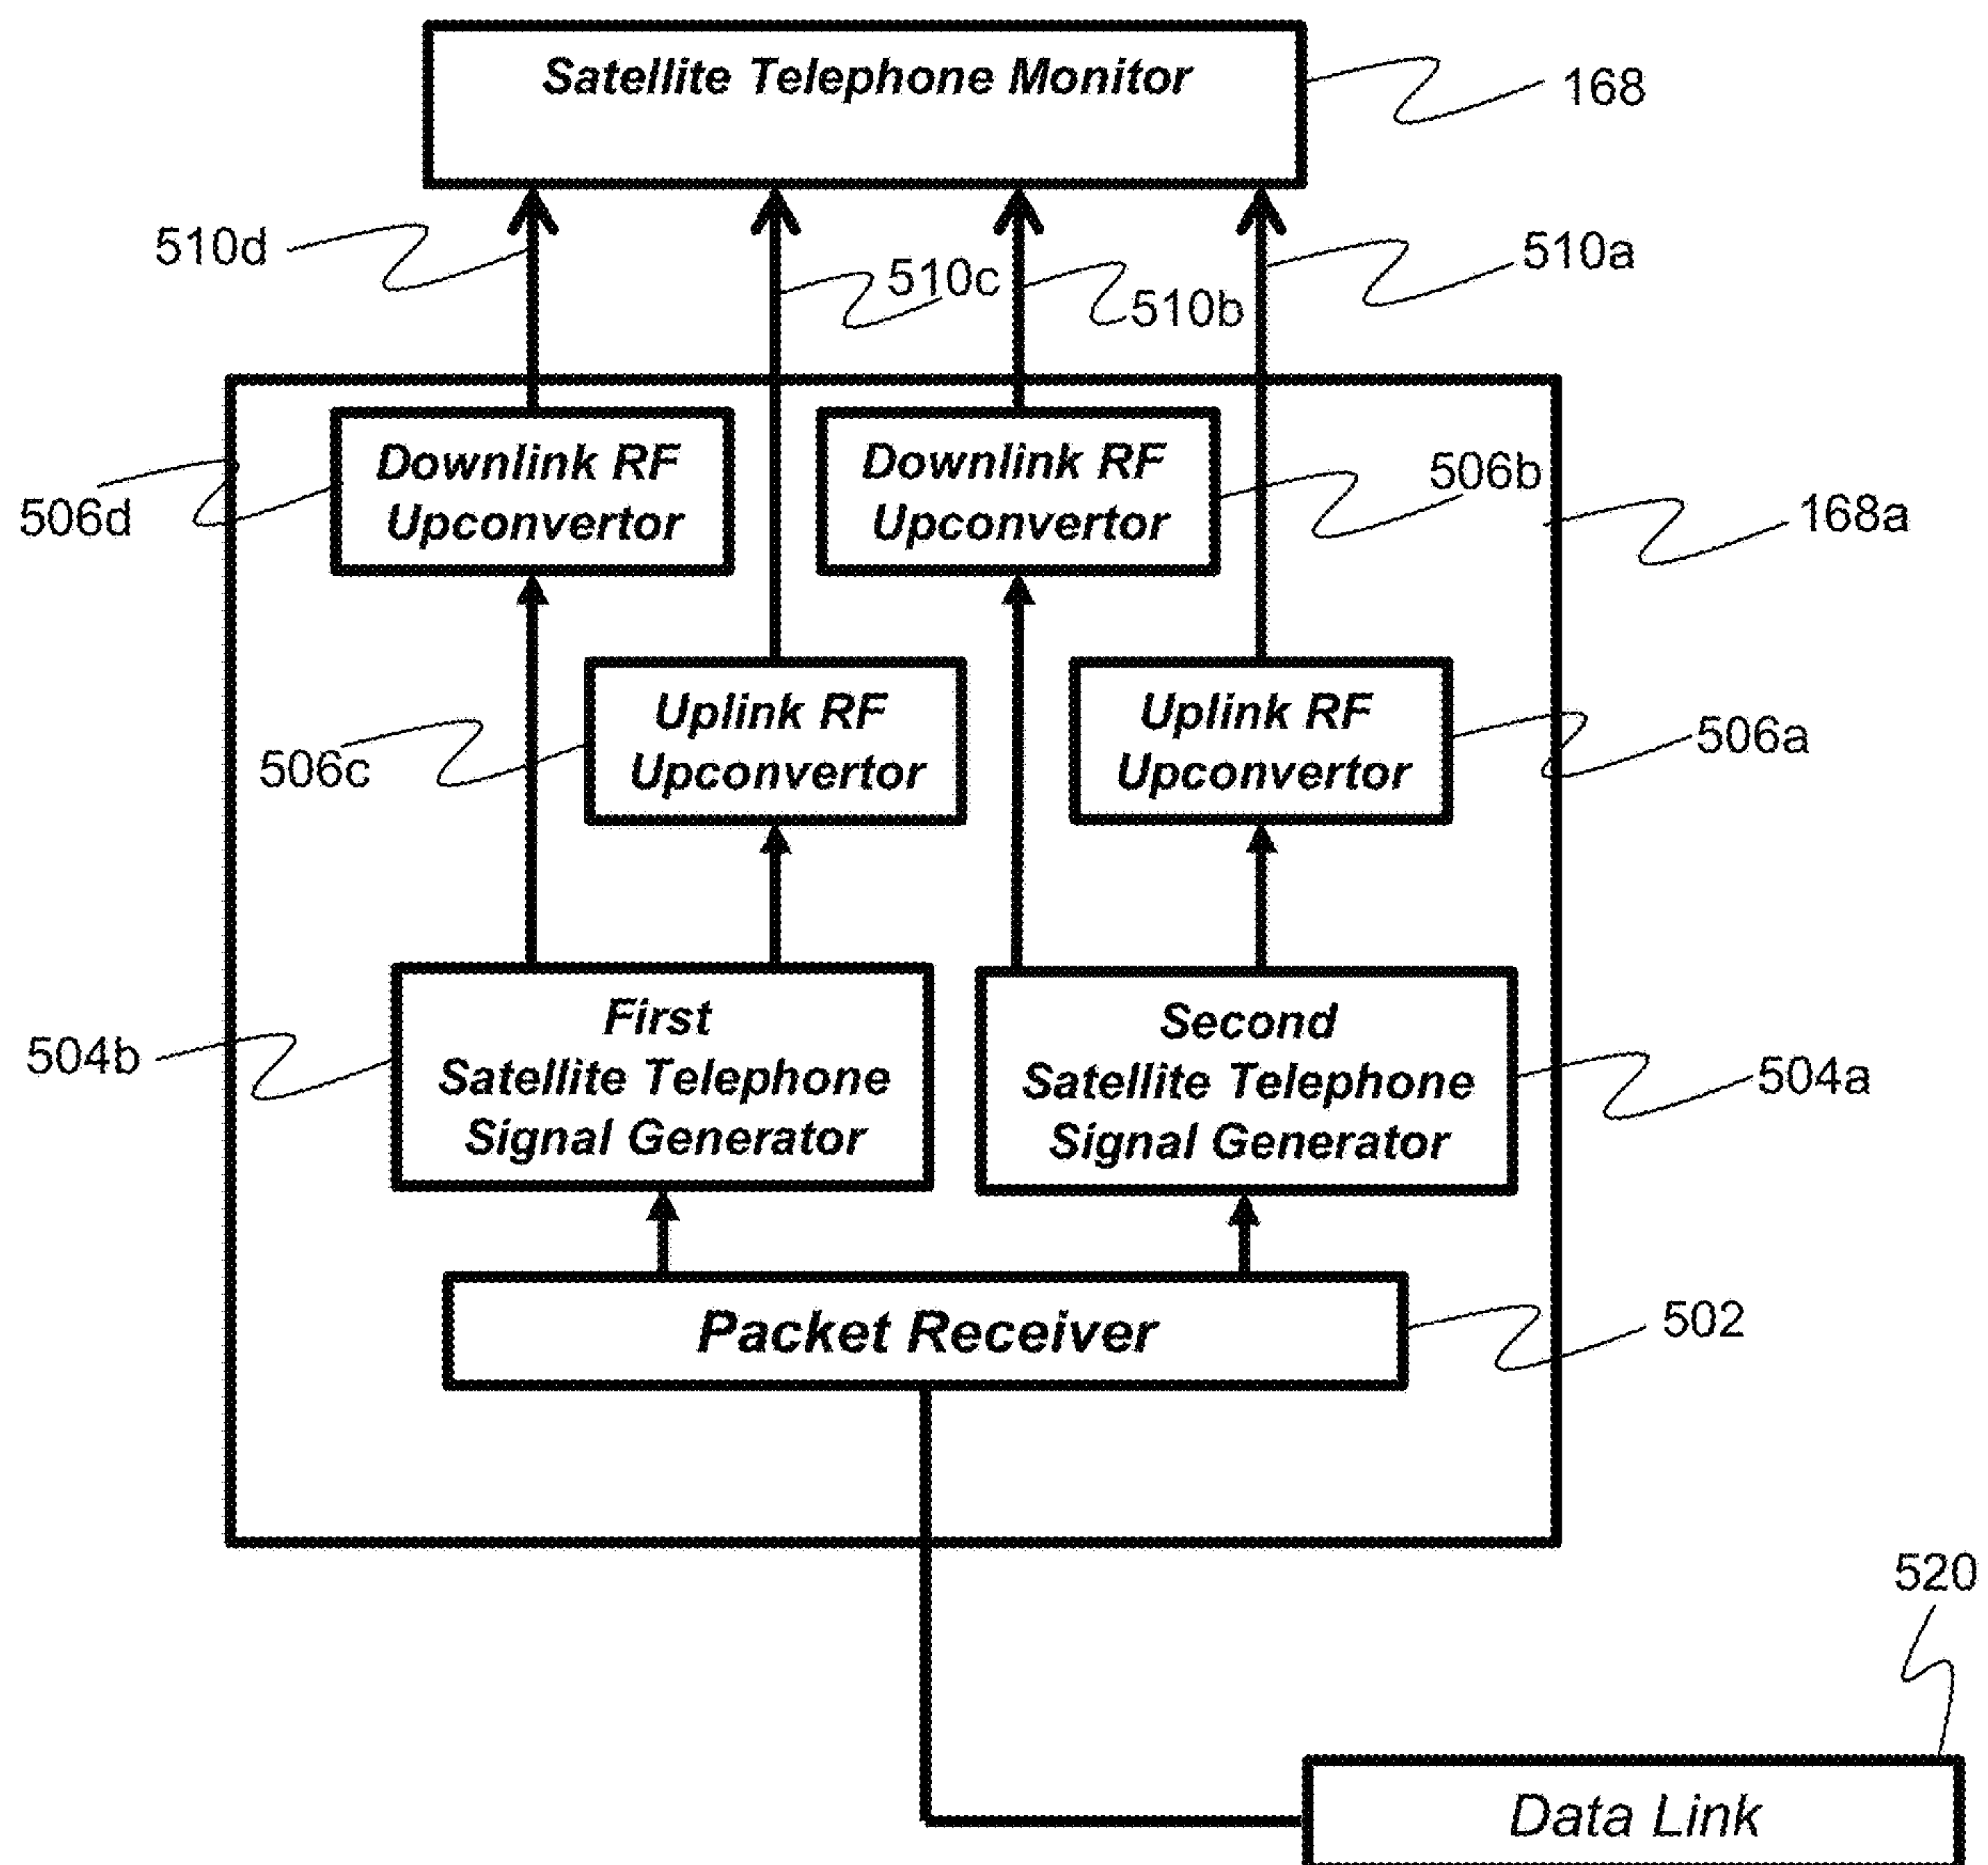 Satellite Telephone Monitor
168
510d
510c
510b
510a
Downlink RF
Upconvertor
Downlink RF
Upconvertor
506b
506d
168a
Uplink RF
Upconvertor
Uplink RF
Upconvertor
506c
506a
First
Satellite Telephone
Signal Generator
Second
Satellite Telephone
Signal Generator
504b
504a
Packet Receiver
502
520
Data Link